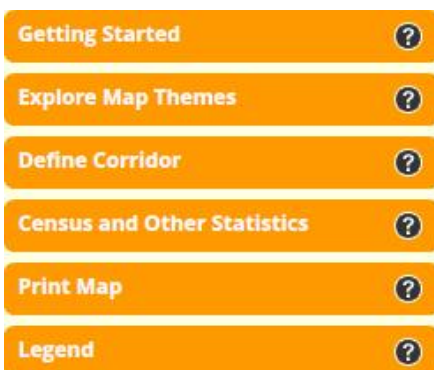 Getting Started
Explore Map Themes
Define Corridor
Census and Other Statistics
Print Map
Legend